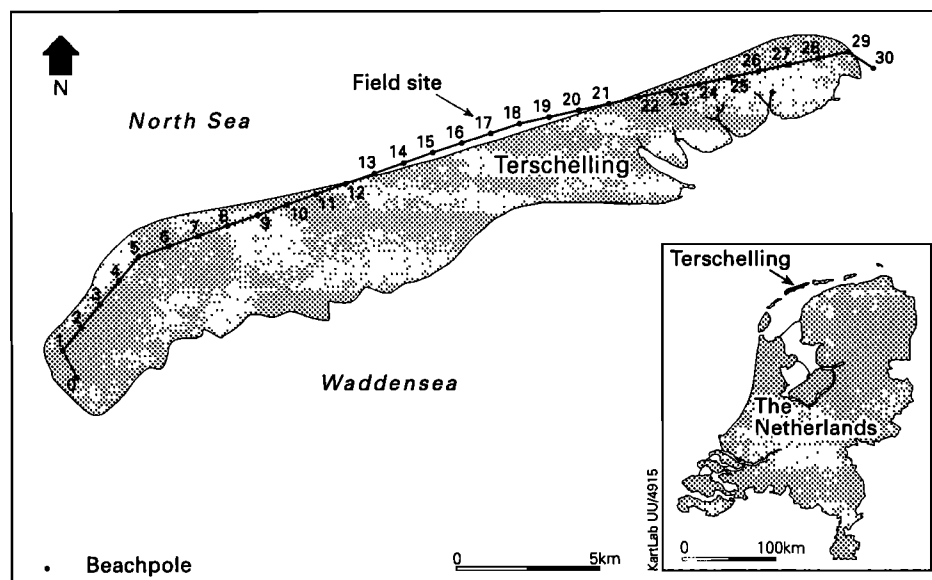 N
North Sea
Field site
Terschelling
Waddensea
0
1
2
3
4
5
6
7
8
9
10
11
12
13
14
15
16
17
18
19
20
21
22
23
24
25
26
27
28
29
30
• Beachpole
0 5km
Terschelling
The
Netherlands
0 100km
KartLab UU/4915